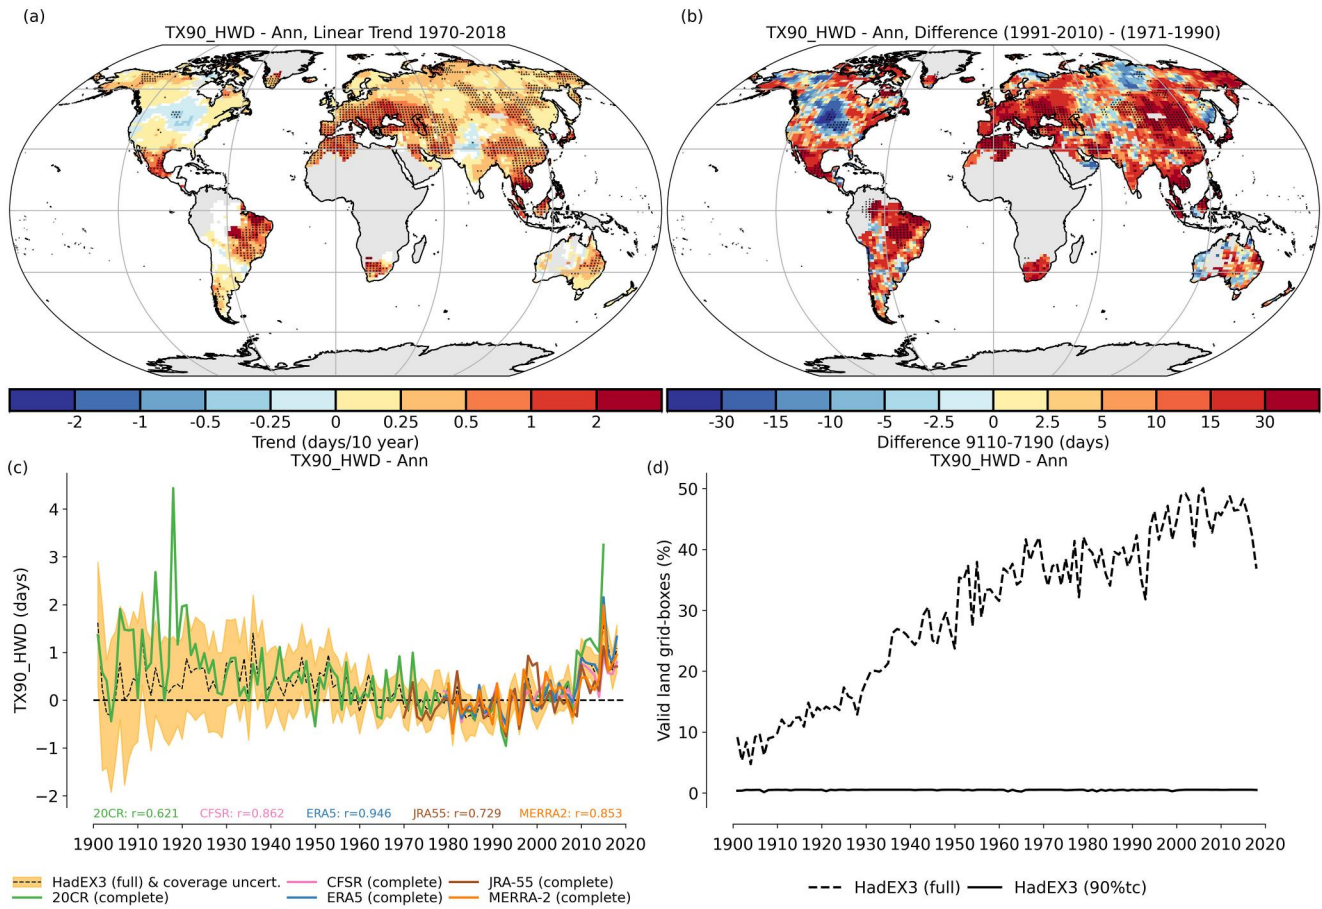 (a)
TX90_HWD - Ann, Linear Trend 1970-2018
(b)
TX90_HWD - Ann, Difference (1991-2010) - (1971-1990)
-2 -1 -0.5 -0.25 0 0.25 0.5 1 2
Trend (days/10 year)
-30 -15 -10 -5 -2.5 0 2.5 5 10 15 30
Difference 9110-7190 (days)
(c)
TX90_HWD - Ann
TX90_HWD (days)
4
3
2
1
0
−1
−2
20CR: r=0.621 CFSR: r=0.862 ERA5: r=0.946 JRA55: r=0.729 MERRA2: r=0.853
1900 1910 1920 1930 1940 1950 1960 1970 1980 1990 2000 2010 2020
HadEX3 (full) & coverage uncert.
20CR (complete)
CFSR (complete)
ERA5 (complete)
JRA-55 (complete)
MERRA-2 (complete)
(d)
TX90_HWD - Ann
Valid land grid-boxes (%)
50
40
30
20
10
0
1900 1910 1920 1930 1940 1950 1960 1970 1980 1990 2000 2010 2020
HadEX3 (full) HadEX3 (90%tc)